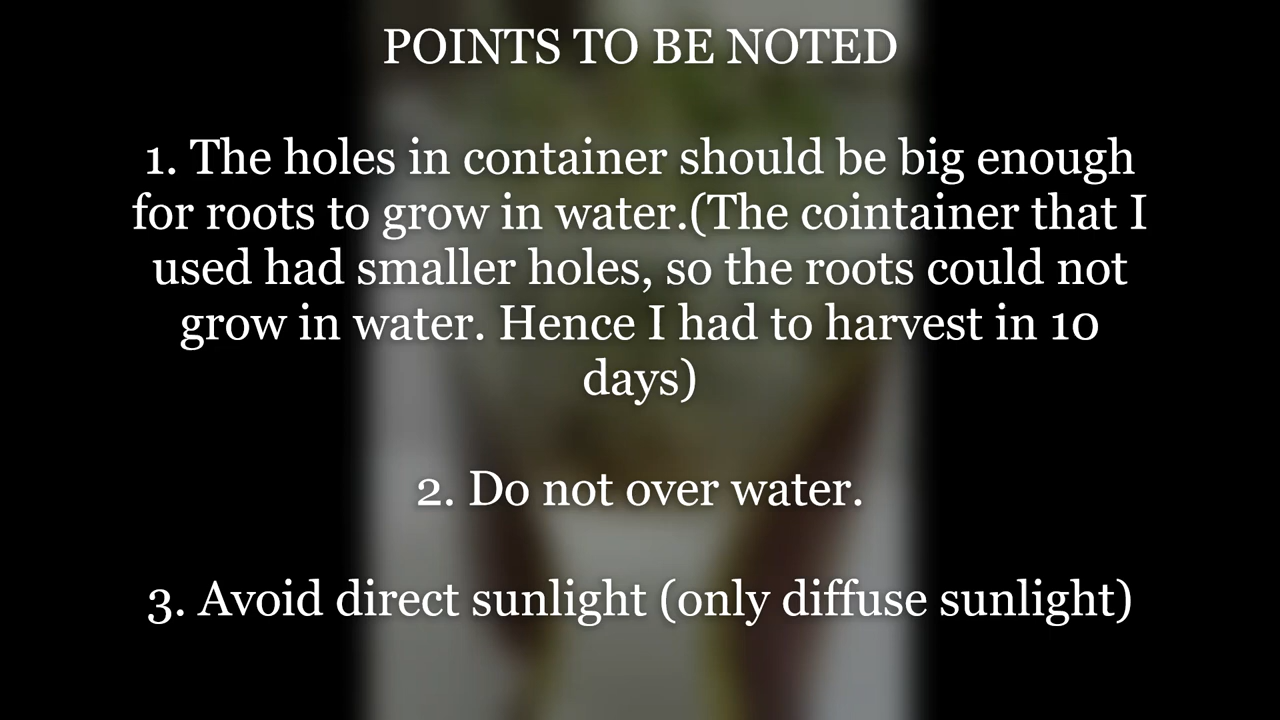 POINTS TO BE NOTED
1. The holes in container should be big enough
for roots to grow in water.(The cointainer that I
used had smaller holes, so the roots could not
grow in water. Hence I had to harvest in 10
days)
2. Do not over water.
3. Avoid direct sunlight (only diffuse sunlight)